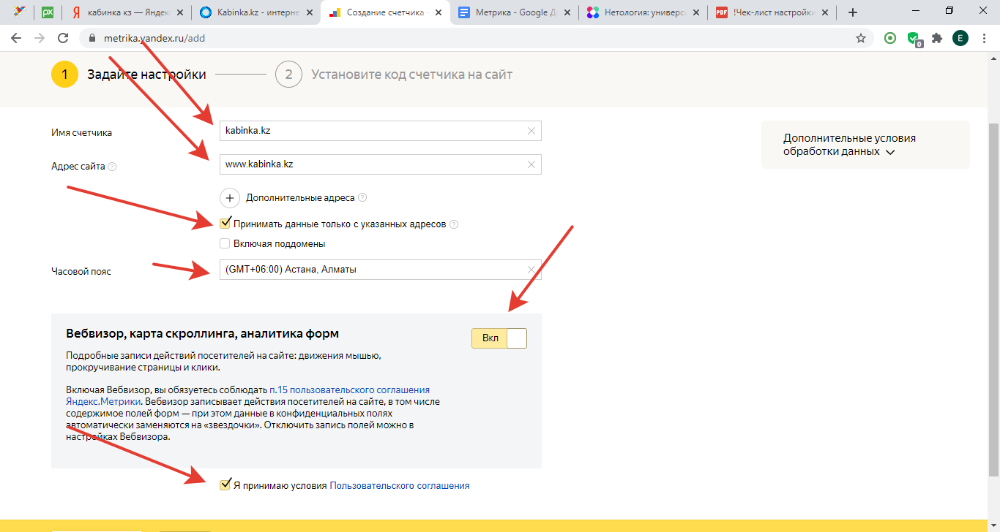 кабинка кз — Яндекс
Kabinka.kz - интерне
Создание счетчика
Метрика - Google Д
Нетология: универс
!Чек-лист настройки
metrika.yandex.ru/add
0
E
1 Задайте настройки
2 Установите код счетчика на сайт
Имя счетчика
kabinka.kz
Дополнительные условия
обработки данных
Адрес сайта ?
www.kabinka.kz
+ Дополнительные адреса ?
Принимать данные только с указанных адресов ?
Включая поддомены
Часовой пояс
(GMT+06:00) Астана, Алматы
Вебвизор, карта скроллинга, аналитика форм
Вкл
Подробные записи действий посетителей на сайте: движения мышью,
прокручивание страницы и клики.
Включая Вебвизор, вы обязуетесь соблюдать п.15 пользовательского соглашения
Яндекс.Метрики. Вебвизор записывает действия посетителей на сайте, в том числе
содержимое полей форм — при этом данные в конфиденциальных полях
автоматически заменяются на «звездочки». Отключить запись полей можно в
настройках Вебвизора.
Я принимаю условия Пользовательского соглашения